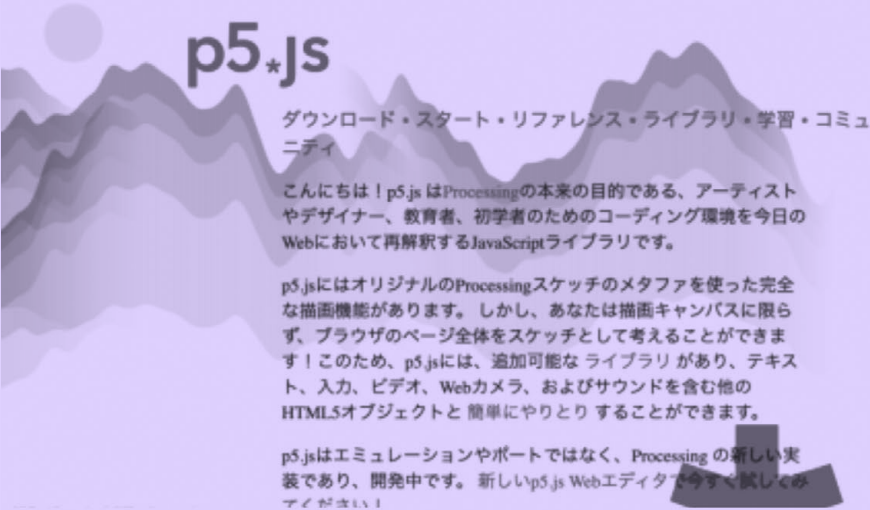 p5.js
ダウンロード・スタート・リファレンス・ライブラリ・学習・コミュ
ニティ
こんにちは！p5.js はProcessingの本来の目的である、アーティスト
やデザイナー、教育者、初学者のためのコーディング環境を今日の
Webにおいて再解釈するJavaScriptライブラリです。
p5.jsにはオリジナルのProcessingスケッチのメタファを使った完全
な描画機能があります。 しかし、あなたは描画キャンバスに限ら
ず、ブラウザのページ全体をスケッチとして考えることができま
す！このため、p5.jsには、追加可能な ライブラリ があり、テキス
ト、入力、ビデオ、Webカメラ、およびサウンドを含む他の
HTML5オブジェクトと 簡単にやりとり することができます。
p5.jsはエミュレーションやポートではなく、Processing の新しい実
装であり、開発中です。 新しいp5.js Webエディタで今すぐ試してみ
てください！